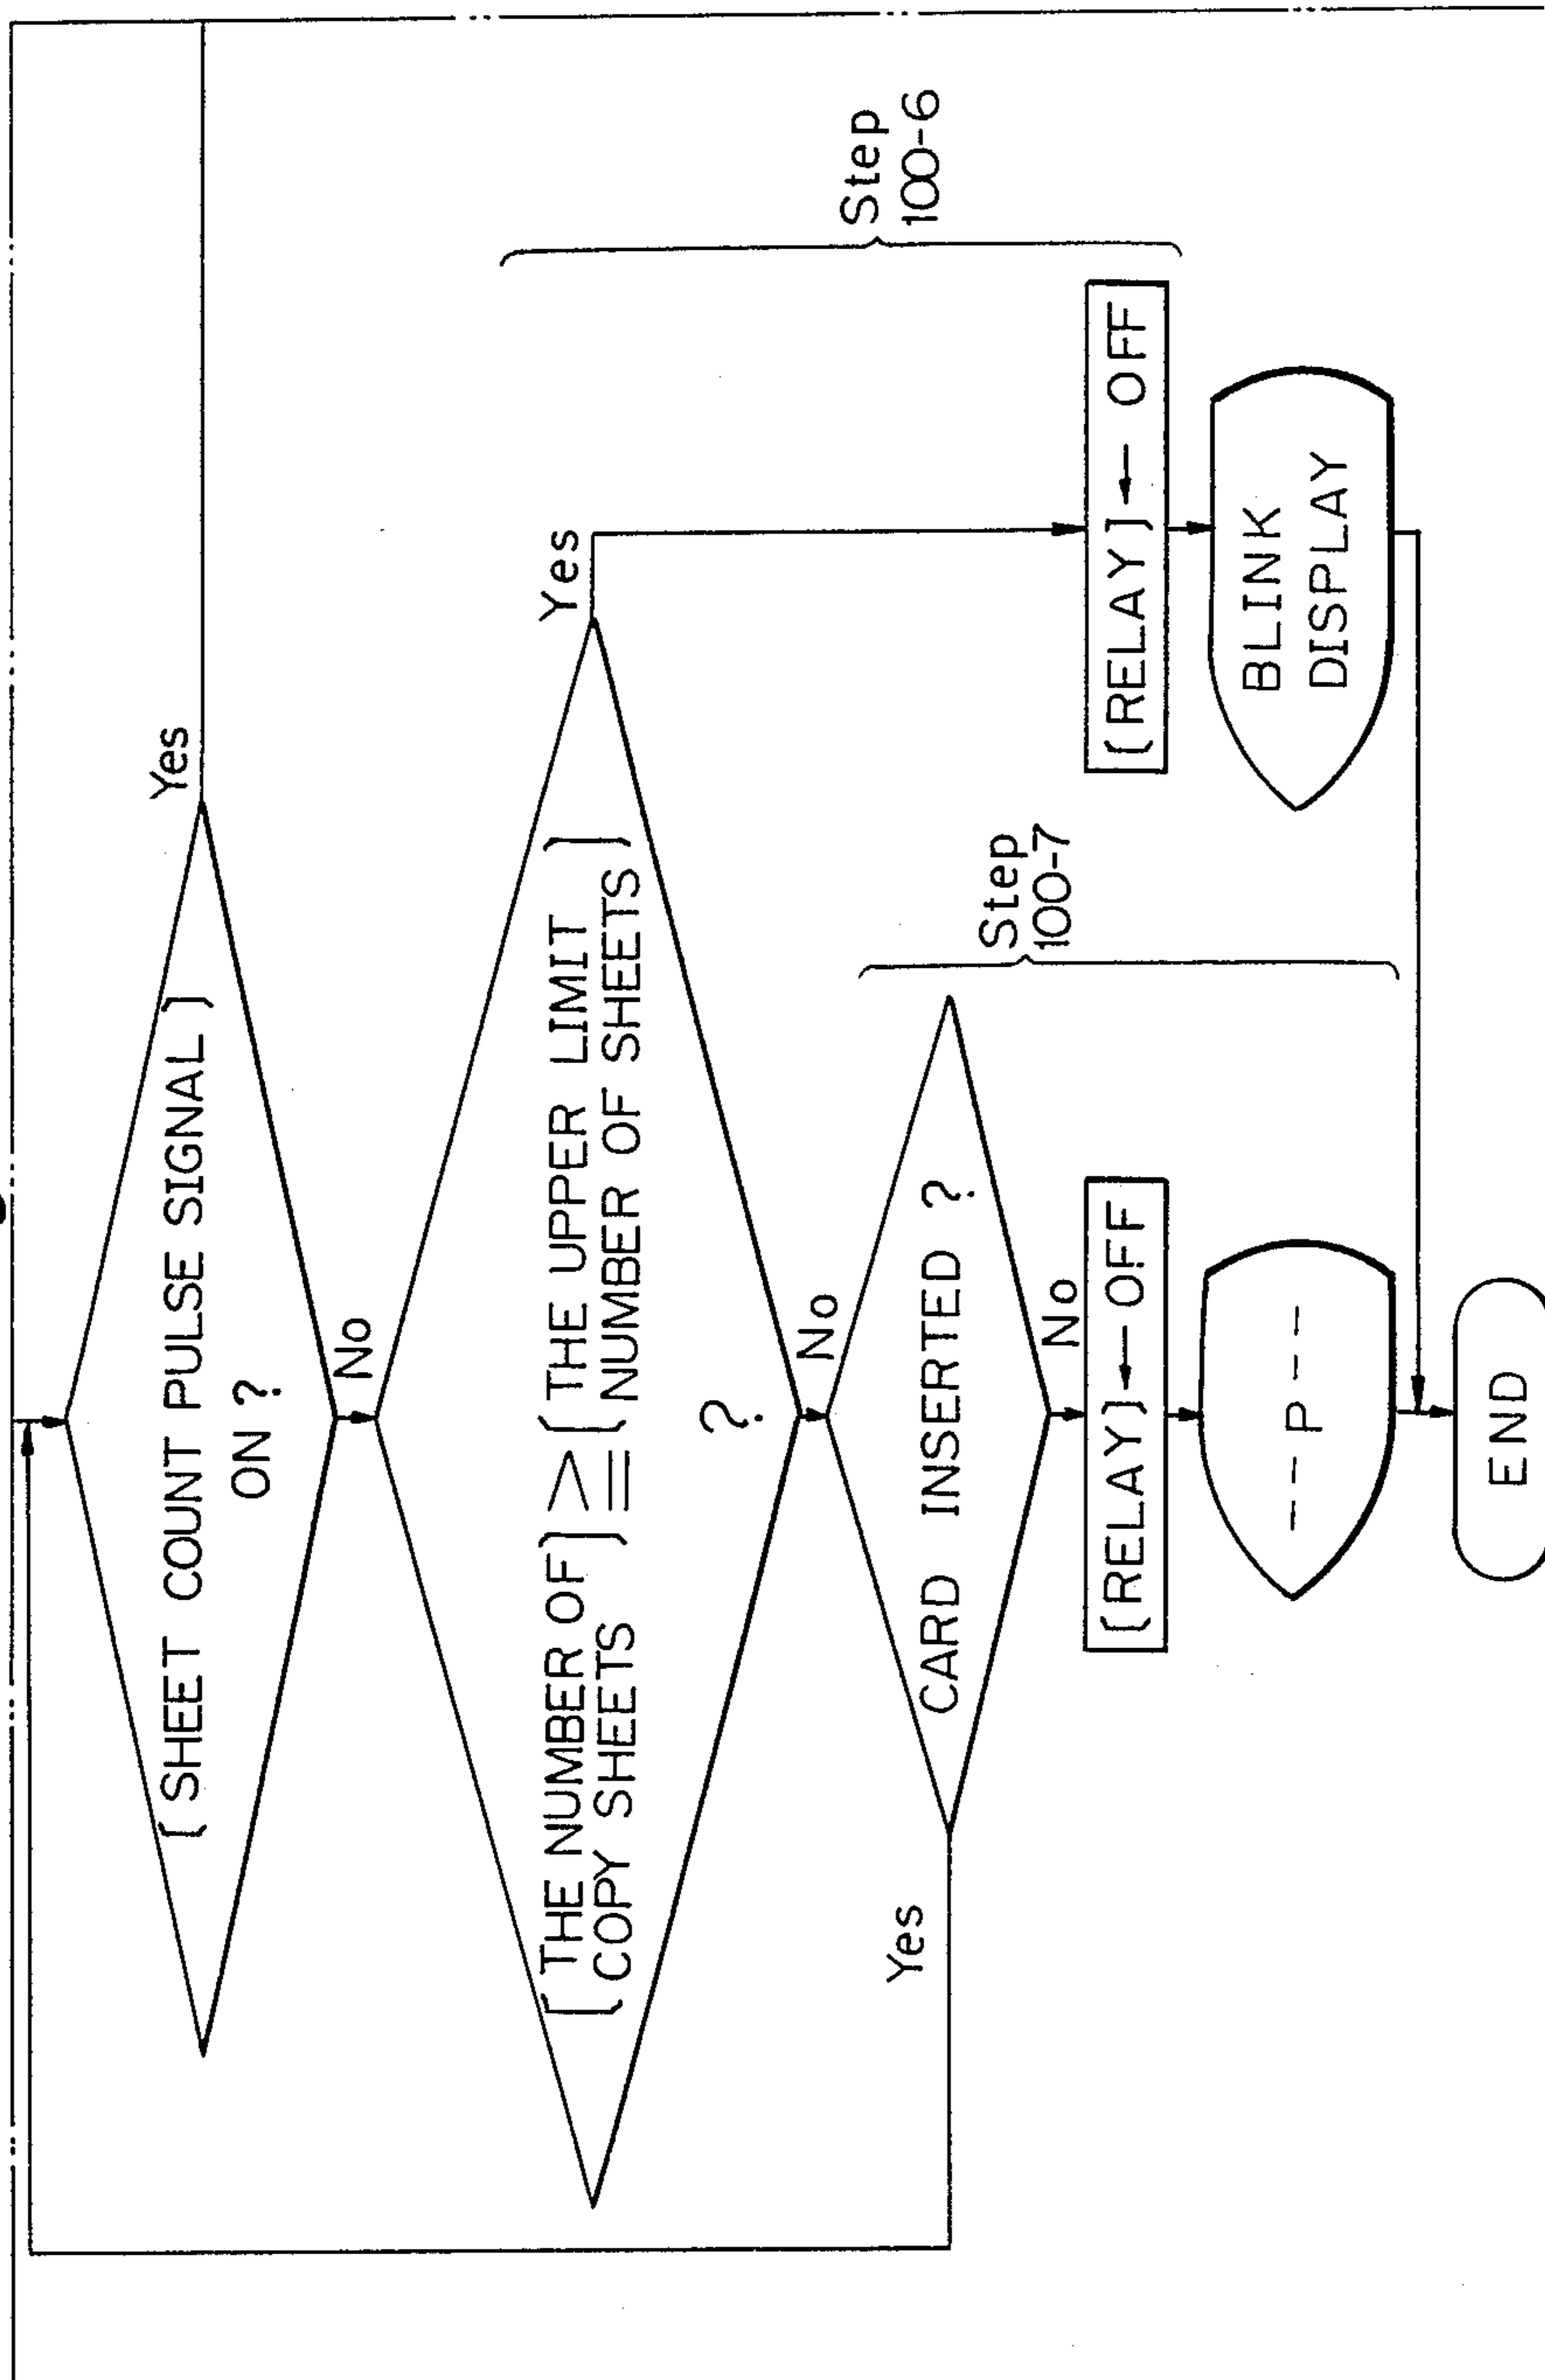 [SHEET COUNT PULSE SIGNAL]
ON ?
Yes
No
[THE NUMBER OF
COPY SHEETS] ≧ [THE UPPER LIMIT
NUMBER OF SHEETS]
?
Yes
No
Step
100-6
CARD INSERTED ?
Yes
No
Step
100-7
[RELAY] ← OFF
[RELAY] ← OFF
---P---
BLINK
DISPLAY
END